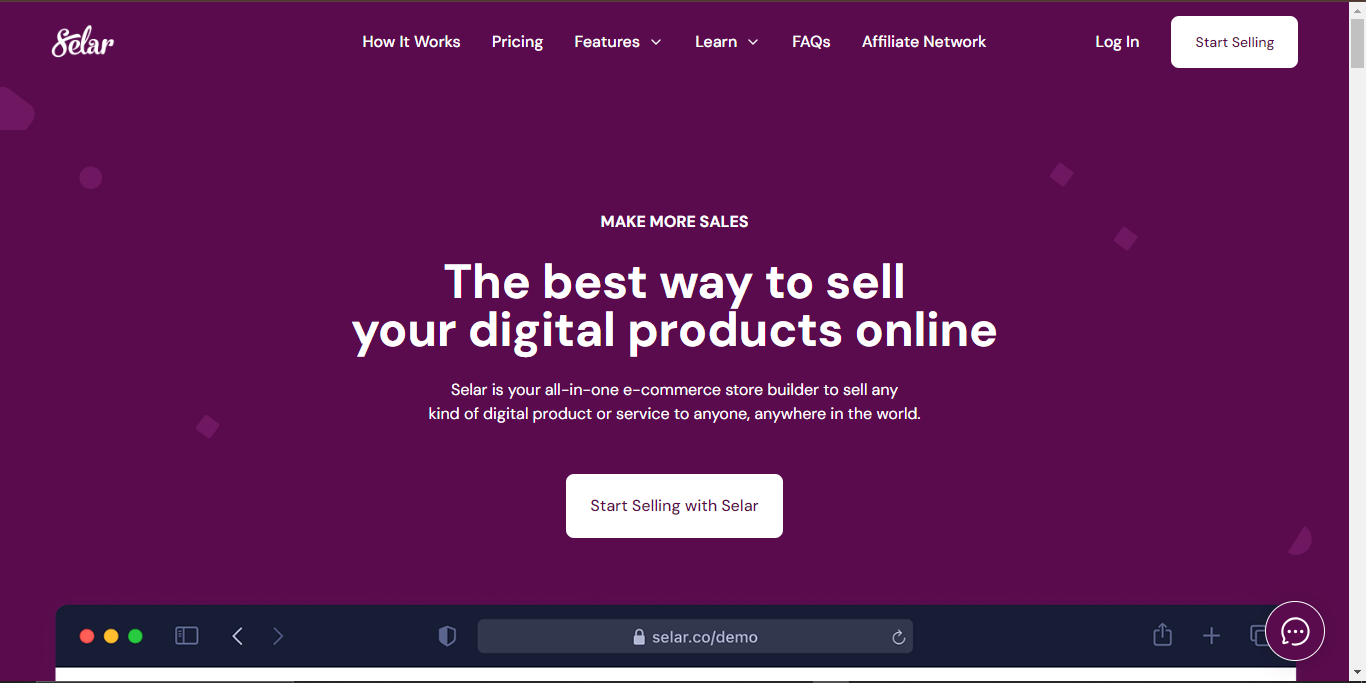 Selar
How It Works
Pricing
Features
Learn
FAQs
Affiliate Network
Log In
Start Selling
MAKE MORE SALES
The best way to sell
your digital products online
Selar is your all-in-one e-commerce store builder to sell any
kind of digital product or service to anyone, anywhere in the world.
Start Selling with Selar
selar.co/demo